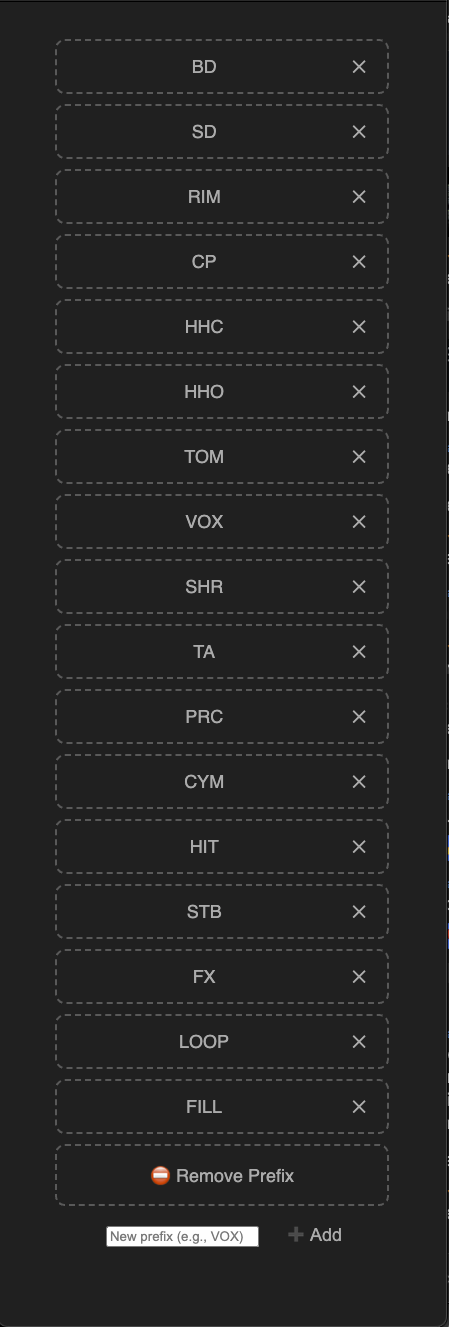 BD
SD
RIM
CP
HHC
HHO
TOM
VOX
SHR
TA
PRC
CYM
HIT
STB
FX
LOOP
FILL
Remove Prefix
New prefix (e.g., VOX)
Add